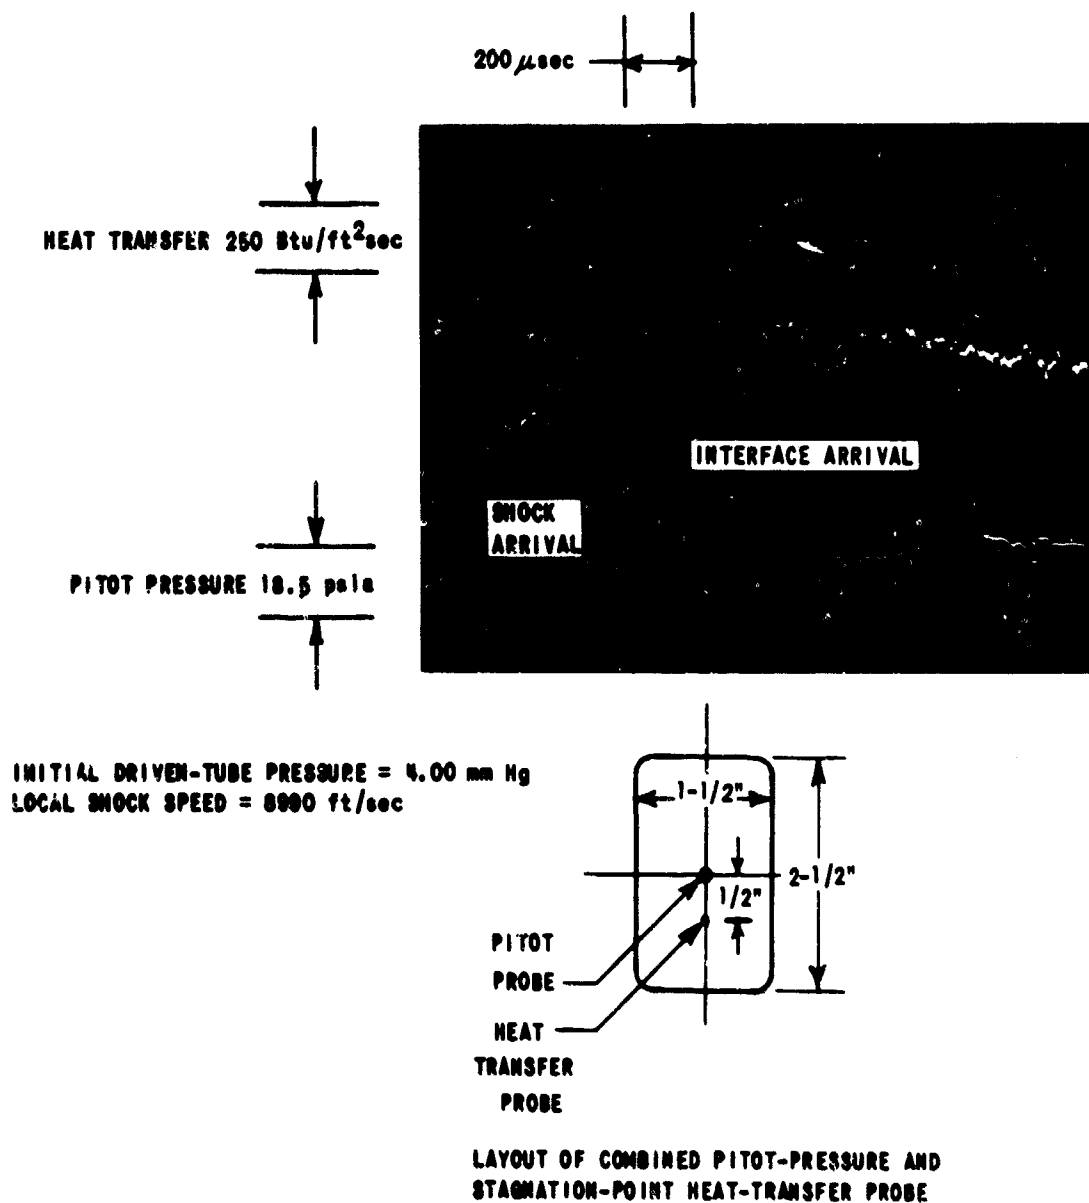 200 μsec
HEAT TRANSFER 250 Btu/ft²sec
INTERFACE ARRIVAL
SHOCK
ARRIVAL
PITOT PRESSURE 18.5 psia
INITIAL DRIVEN-TUBE PRESSURE = 4.00 mm Hg
LOCAL SHOCK SPEED = 8990 ft/sec
1-1/2"
2-1/2"
1/2"
PITOT
PROBE
HEAT
TRANSFER
PROBE
LAYOUT OF COMBINED PITOT-PRESSURE AND
STAGNATION-POINT HEAT-TRANSFER PROBE